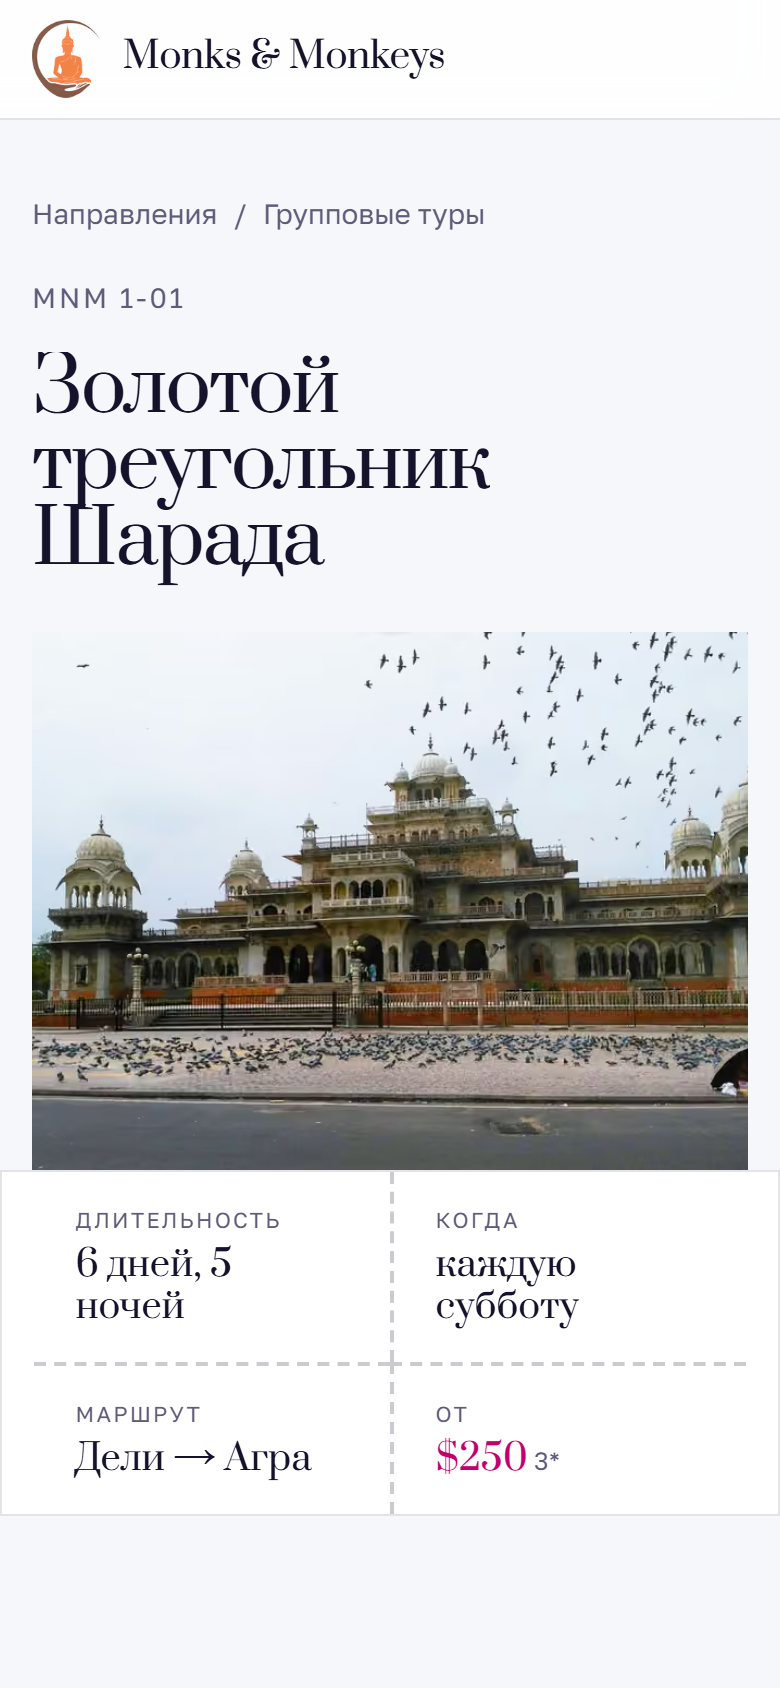 Monks & Monkeys
Направления / Групповые туры
MNM 1-01
Золотой
треугольник
Шарада
ДЛИТЕЛЬНОСТЬ
6 дней, 5
ночей
КОГДА
каждую
субботу
МАРШРУТ
Дели → Агра
ОТ
$250 3*